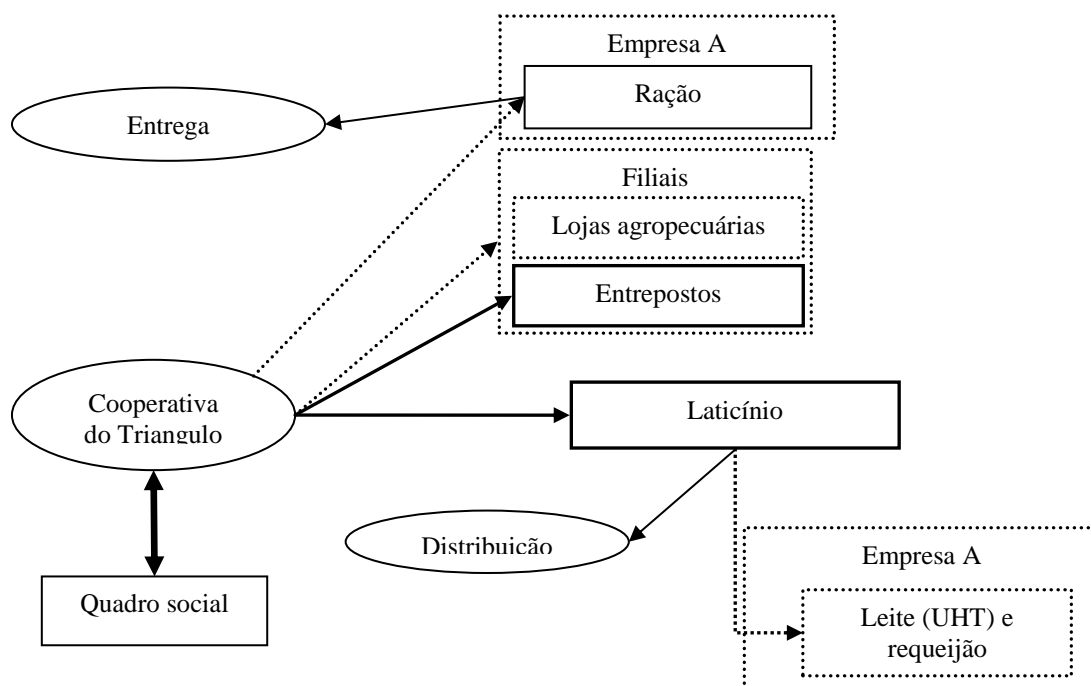 Empresa A
Ração
Entrega
Filiais
Lojas agropecuárias
Entrepostos
Cooperativa
do Triangulo
Laticínio
Distribuição
Empresa A
Quadro social
Leite (UHT) e
requeijão